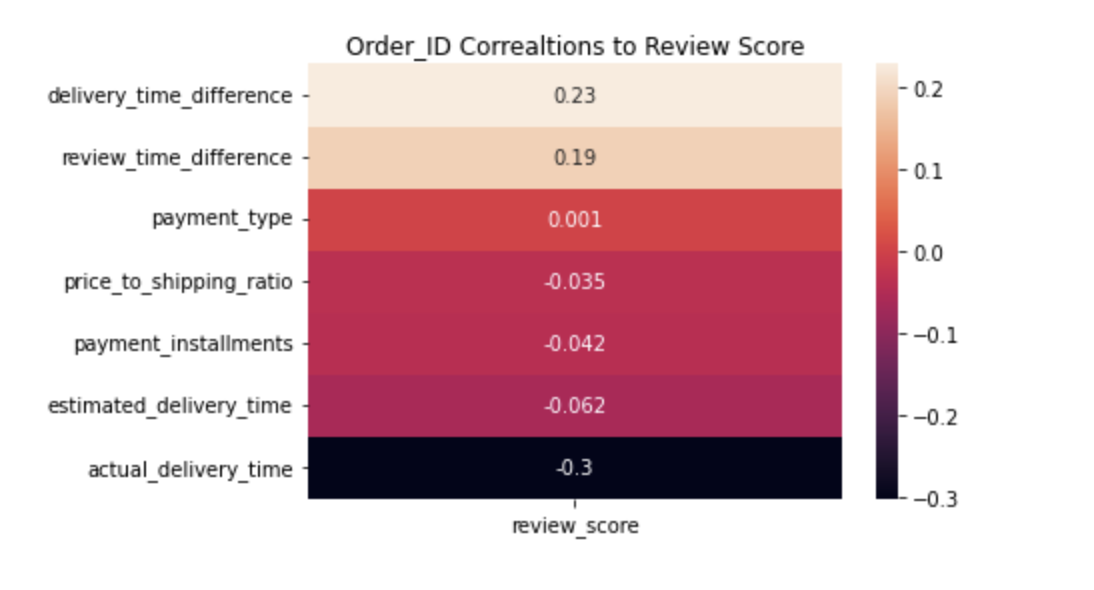 Order_ID Correaltions to Review Score
delivery_time_difference 0.23
review_time_difference 0.19
payment_type 0.001
price_to_shipping_ratio -0.035
payment_installments -0.042
estimated_delivery_time -0.062
actual_delivery_time -0.3
review_score
0.2
0.1
0.0
−0.1
−0.2
−0.3